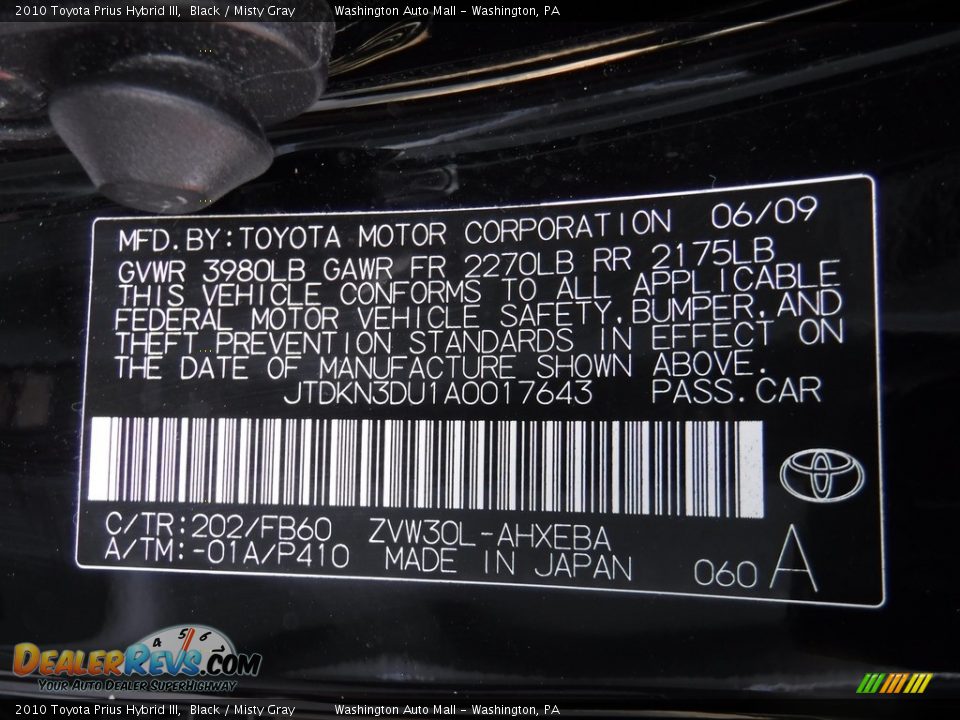 2010 Toyota Prius Hybrid III, Black / Misty Gray Washington Auto Mall - Washington, PA
MFD.BY:TOYOTA MOTOR CORPORATION 06/09
GVWR 3980LB GAWR FR 2270LB RR 2175LB
THIS VEHICLE CONFORMS TO ALL APPLICABLE
FEDERAL MOTOR VEHICLE SAFETY,BUMPER,AND
THEFT PREVENTION STANDARDS IN EFFECT ON
THE DATE OF MANUFACTURE SHOWN ABOVE.
JTDKN3DU1A0017643 PASS.CAR
C/TR:202/FB60 ZVW30L-AHXEBA
A/TM:-01A/P410 MADE IN JAPAN 060 A
4 5 6
DealerRevs.com
Your Auto Dealer SuperHighway
2010 Toyota Prius Hybrid III, Black / Misty Gray Washington Auto Mall - Washington, PA